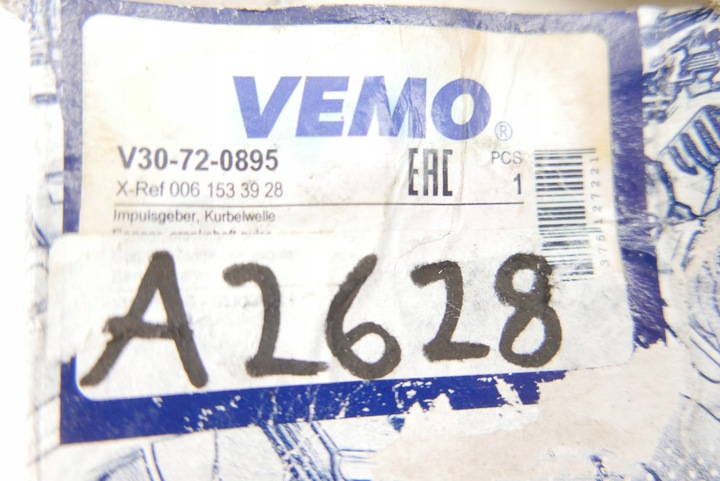 VEMO®
V30-72-0895 EAC PCS
X-Ref 006 153 39 28 1
Impulsgeber, Kurbelwelle
A2628